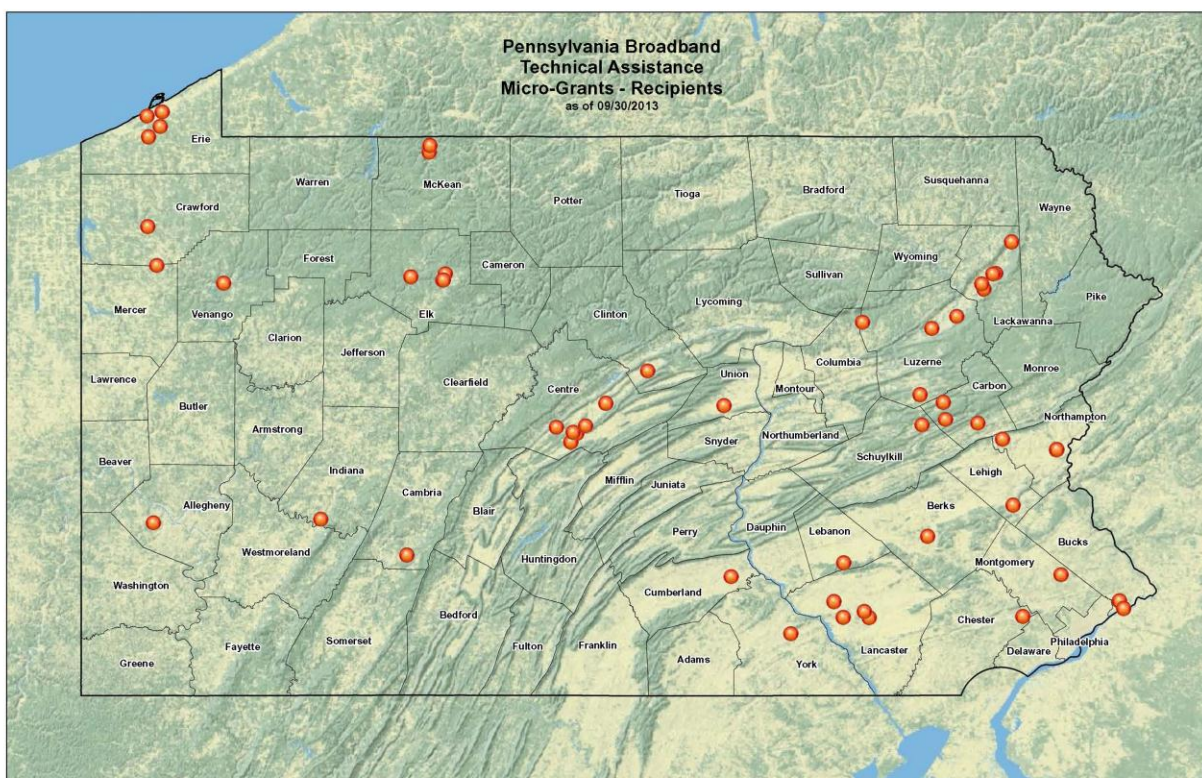 Pennsylvania Broadband
Technical Assistance
Micro-Grants - Recipients
as of 09/30/2013
Erie
Warren
McKean
Potter
Tioga
Bradford
Susquehanna
Wayne
Crawford
Forest
Cameron
Sullivan
Wyoming
Pike
Mercer
Venango
Elk
Clinton
Lycoming
Lackawanna
Clarion
Jefferson
Columbia
Luzerne
Monroe
Lawrence
Clearfield
Centre
Union
Montour
Carbon
Butler
Armstrong
Northumberland
Northampton
Snyder
Beaver
Indiana
Schuylkill
Lehigh
Allegheny
Cambria
Blair
Mifflin
Juniata
Berks
Westmoreland
Huntingdon
Perry
Dauphin
Lebanon
Bucks
Washington
Cumberland
Montgomery
Bedford
Chester
Greene
Fayette
Somerset
Fulton
Franklin
Adams
York
Lancaster
Delaware
Philadelphia